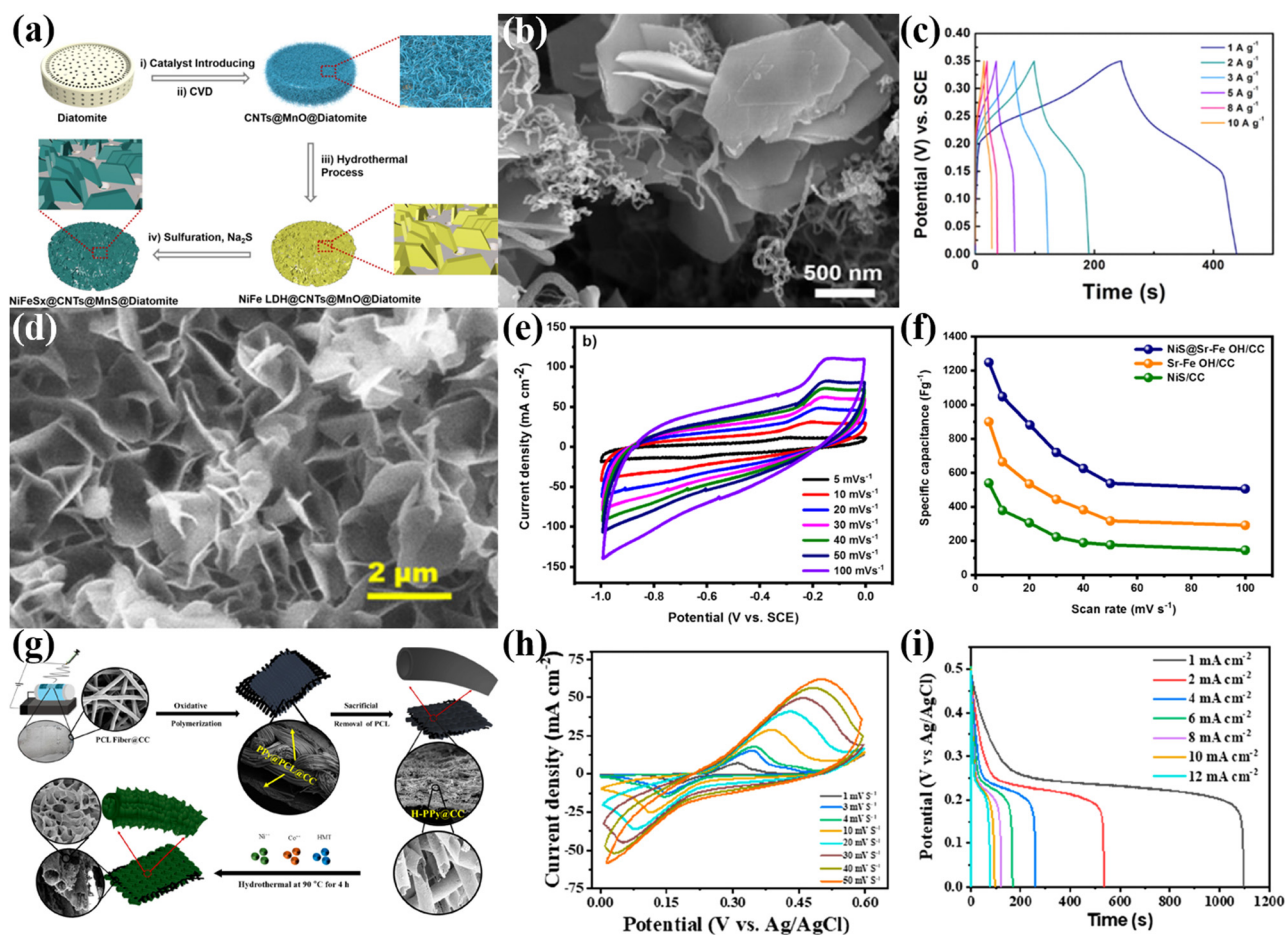 (a)
i) Catalyst Introducing
ii) CVD
Diatomite
CNTs@MnO@Diatomite
iii) Hydrothermal
Process
iv) Sulfuration, Na₂S
NiFeSx@CNTs@MnS@Diatomite
NiFe LDH@CNTs@MnO@Diatomite
(b)
500 nm
(c)
0.40
0.35
0.30
0.25
0.20
0.15
0.10
0.05
0.00
0
200
400
Potential (V) vs. SCE
Time (s)
1 A g⁻¹
2 A g⁻¹
3 A g⁻¹
5 A g⁻¹
8 A g⁻¹
10 A g⁻¹
(d)
2 μm
(e)
b)
150
100
50
0
-50
-100
-150
-1.0
-0.8
-0.6
-0.4
-0.2
0.0
Current density (mA cm⁻²)
Potential (V vs. SCE)
5 mVs⁻¹
10 mVs⁻¹
20 mVs⁻¹
30 mVs⁻¹
40 mVs⁻¹
50 mVs⁻¹
100 mVs⁻¹
(f)
1400
1200
1000
800
600
400
200
0
0
20
40
60
80
100
Specific capacitance (Fg⁻¹)
Scan rate (mV s⁻¹)
NiS@Sr-Fe OH/CC
Sr-Fe OH/CC
NiS/CC
(g)
PCL Fiber@CC
Oxidative
Polymerization
PPy@PCL@CC
Sacrificial
Removal of PCL
H-PPy@CC
HMT
Hydrothermal at 90 °C for 4 h
(h)
75
50
25
0
-25
-50
-75
0.00
0.15
0.30
0.45
0.60
Current density (mA cm⁻²)
Potential (V vs. Ag/AgCl)
1 mV S⁻¹
3 mV S⁻¹
4 mV S⁻¹
10 mV S⁻¹
20 mV S⁻¹
30 mV S⁻¹
40 mV S⁻¹
50 mV S⁻¹
(i)
0.5
0.4
0.3
0.2
0.1
0.0
0
200
400
600
800
1000
1200
Potential (V vs Ag/AgCl)
Time (s)
1 mA cm⁻²
2 mA cm⁻²
4 mA cm⁻²
6 mA cm⁻²
8 mA cm⁻²
10 mA cm⁻²
12 mA cm⁻²